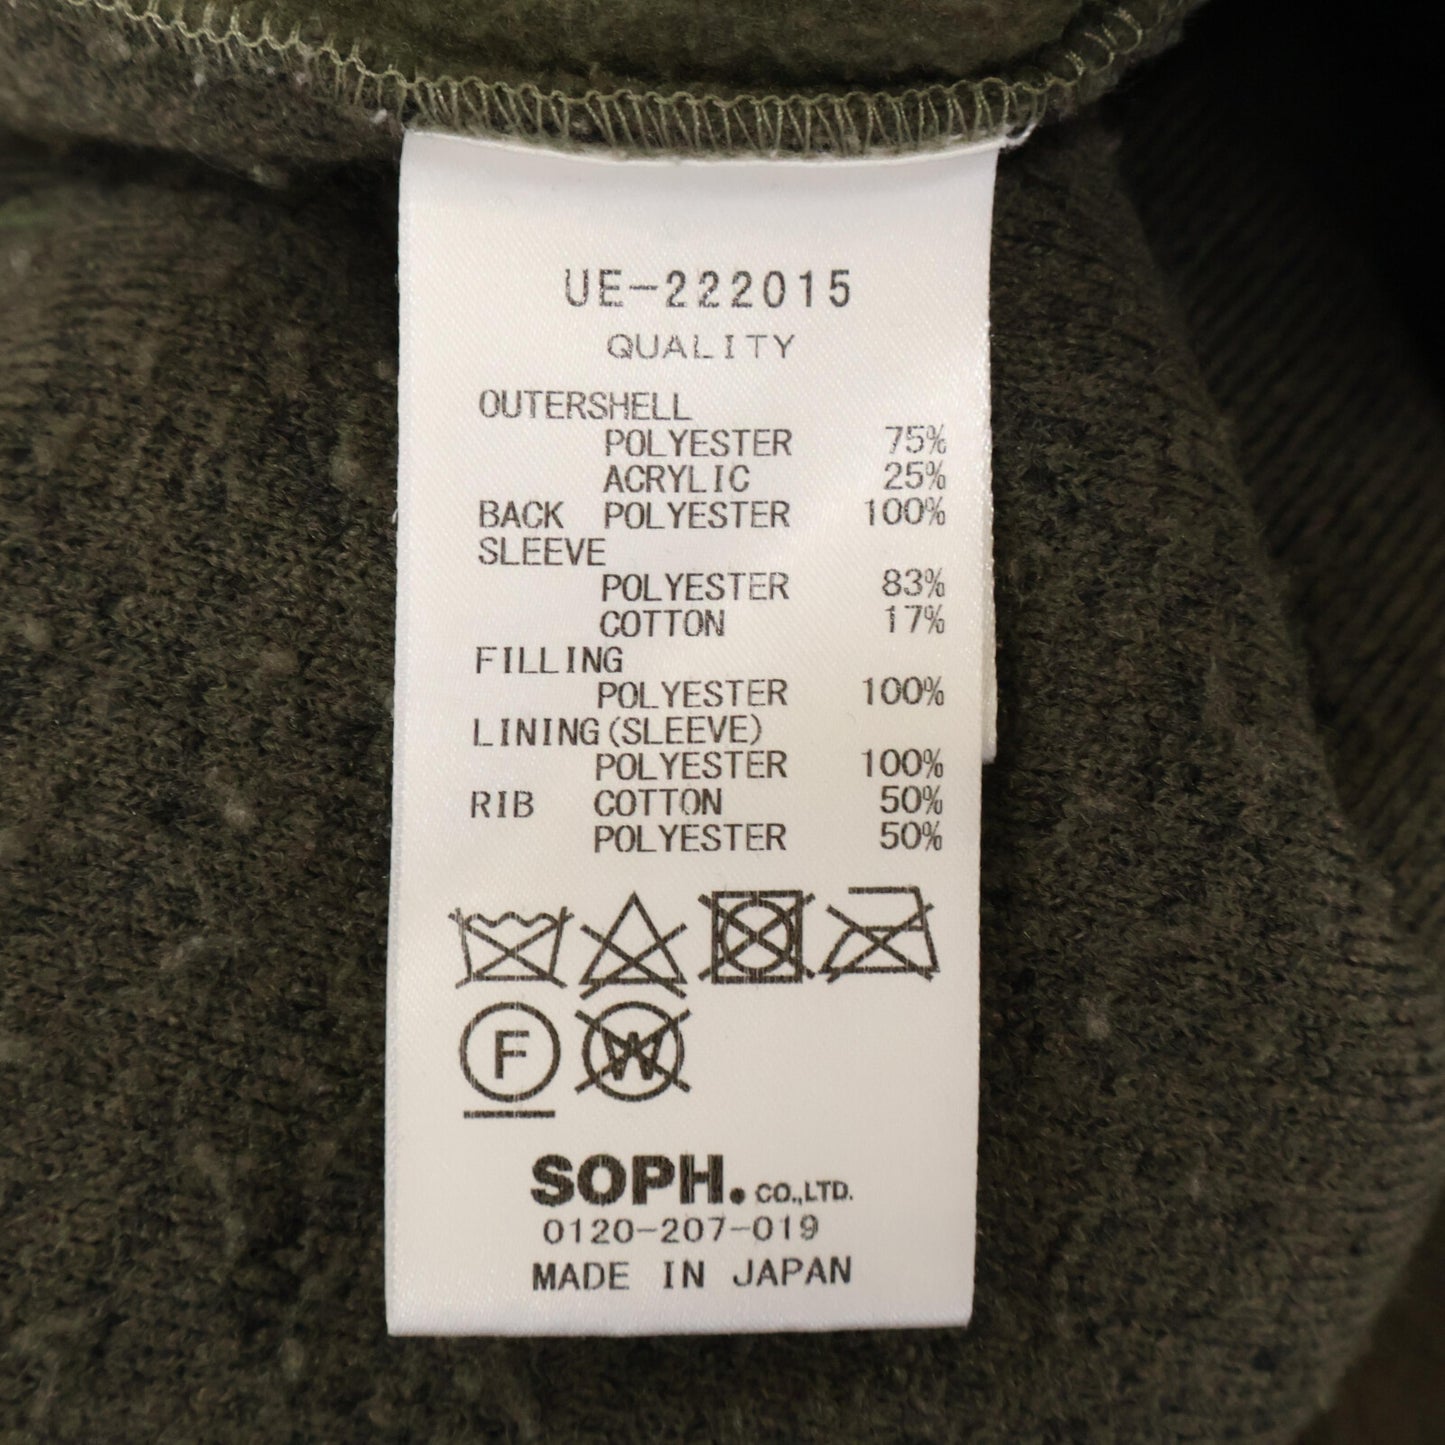 UE-222015
QUALITY
OUTERSHELL
POLYESTER 75%
ACRYLIC 25%
BACK POLYESTER 100%
SLEEVE
POLYESTER 83%
COTTON 17%
FILLING
POLYESTER 100%
LINING(SLEEVE)
POLYESTER 100%
RIB COTTON 50%
POLYESTER 50%
F W
SOPH. CO.,LTD.
0120-207-019
MADE IN JAPAN